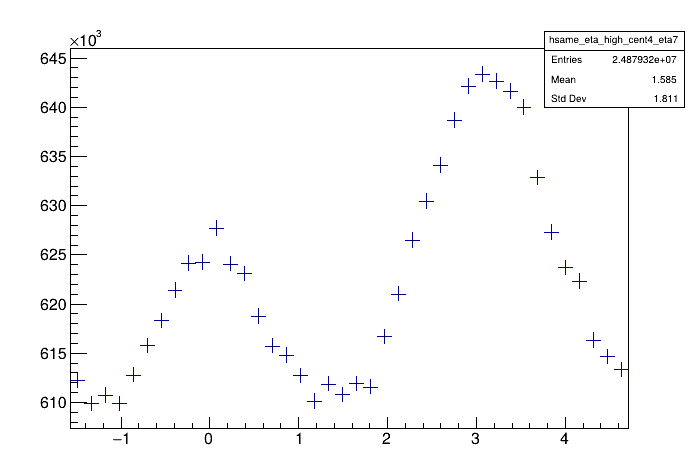 ×10³
hsame_eta_high_cent4_eta7
Entries 2.487932e+07
Mean 1.585
Std Dev 1.811
645
640
635
630
625
620
615
610
−1 0 1 2 3 4